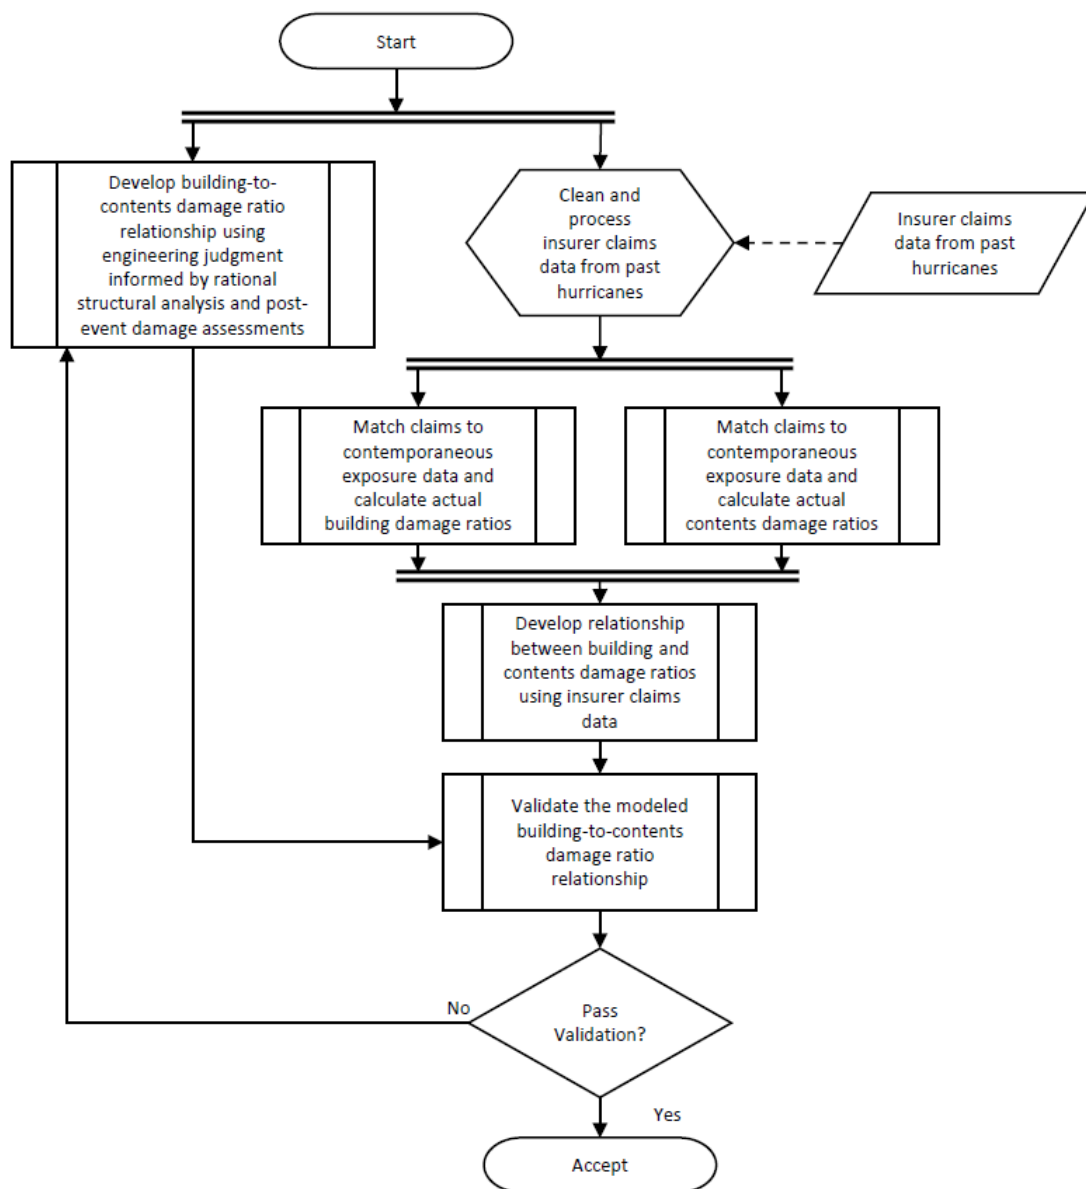 Start
Develop building-to-
contents damage ratio
relationship using
engineering judgment
informed by rational
structural analysis and post-
event damage assessments
Clean and
process
insurer claims
data from past
hurricanes
Insurer claims
data from past
hurricanes
Match claims to
contemporaneous
exposure data and
calculate actual
building damage ratios
Match claims to
contemporaneous
exposure data and
calculate actual
contents damage ratios
Develop relationship
between building and
contents damage ratios
using insurer claims
data
Validate the modeled
building-to-contents
damage ratio
relationship
No
Pass
Validation?
Yes
Accept